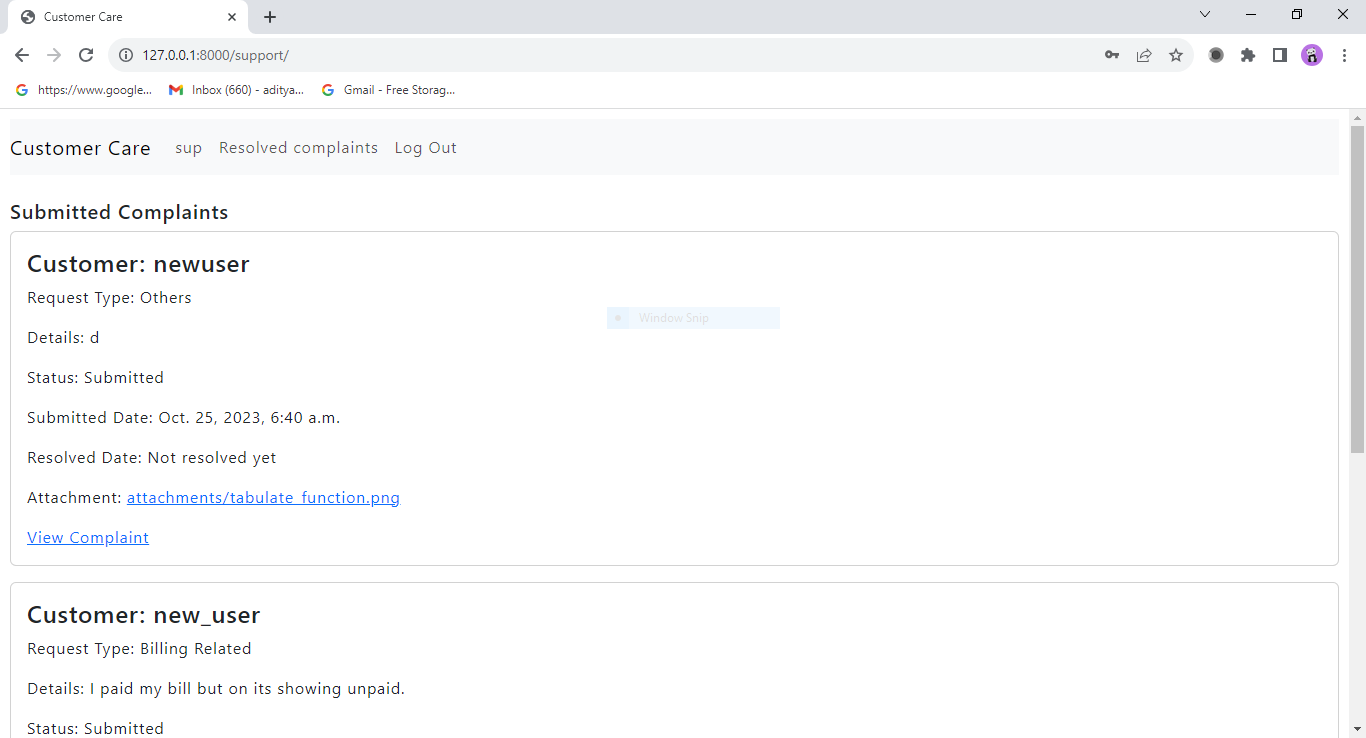 Customer Care
127.0.0.1:8000/support/
https://www.google... Inbox (660) - aditya... Gmail - Free Storag...
Customer Care sup Resolved complaints Log Out
Submitted Complaints
Customer: newuser
Request Type: Others
Window Snip
Details: d
Status: Submitted
Submitted Date: Oct. 25, 2023, 6:40 a.m.
Resolved Date: Not resolved yet
Attachment: attachments/tabulate_function.png
View Complaint
Customer: new_user
Request Type: Billing Related
Details: I paid my bill but on its showing unpaid.
Status: Submitted